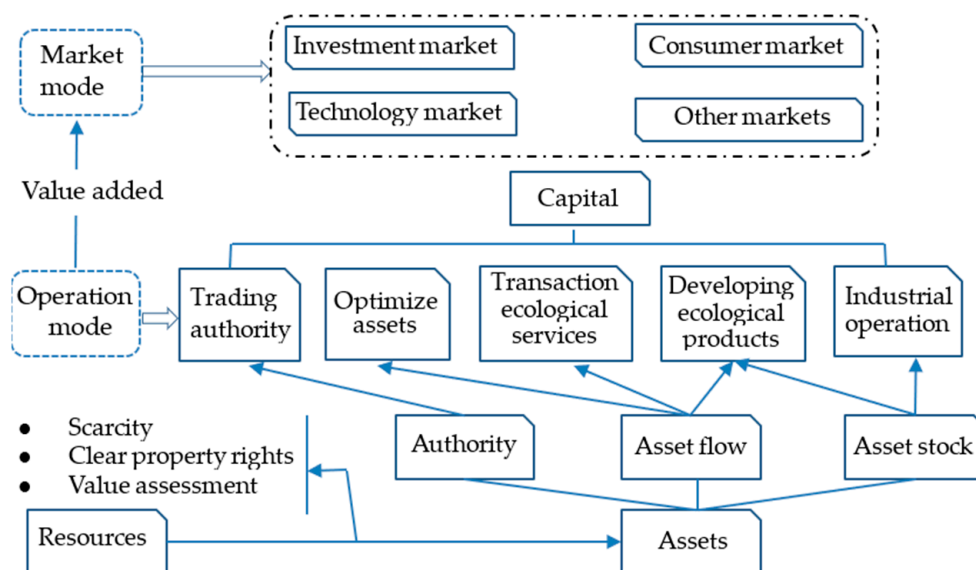 Market
mode
Investment market
Consumer market
Technology market
Other markets
Value added
Capital
Operation
mode
Trading
authority
Optimize
assets
Transaction
ecological
services
Developing
ecological
products
Industrial
operation
● Scarcity
● Clear property rights
● Value assessment
Authority
Asset flow
Asset stock
Resources
Assets